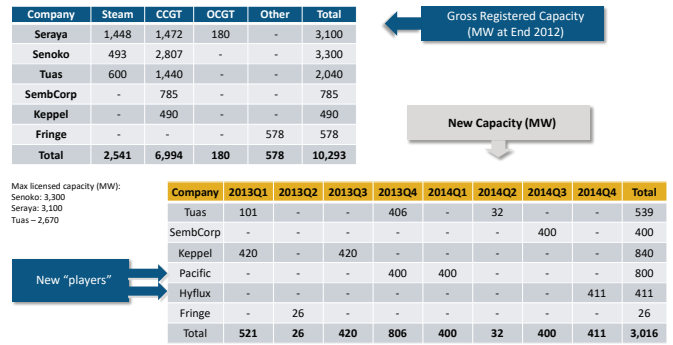 Company Steam CCGT OCGT Other Total
Seraya 1,448 1,472 180 - 3,100
Senoko 493 2,807 - - 3,300
Tuas 600 1,440 - - 2,040
SembCorp - 785 - - 785
Keppel - 490 - - 490
Fringe - - - 578 578
Total 2,541 6,994 180 578 10,293
Gross Registered Capacity
(MW at End 2012)
New Capacity (MW)
Max licensed capacity (MW):
Senoko: 3,300
Seraya: 3,100
Tuas – 2,670
Company 2013Q1 2013Q2 2013Q3 2013Q4 2014Q1 2014Q2 2014Q3 2014Q4 Total
Tuas 101 - - 406 - 32 - - 539
SembCorp - - - - - - 400 - 400
Keppel 420 - 420 - - - - - 840
Pacific - - - 400 400 - - - 800
Hyflux - - - - - - - 411 411
Fringe - 26 - - - - - - 26
Total 521 26 420 806 400 32 400 411 3,016
New “players”